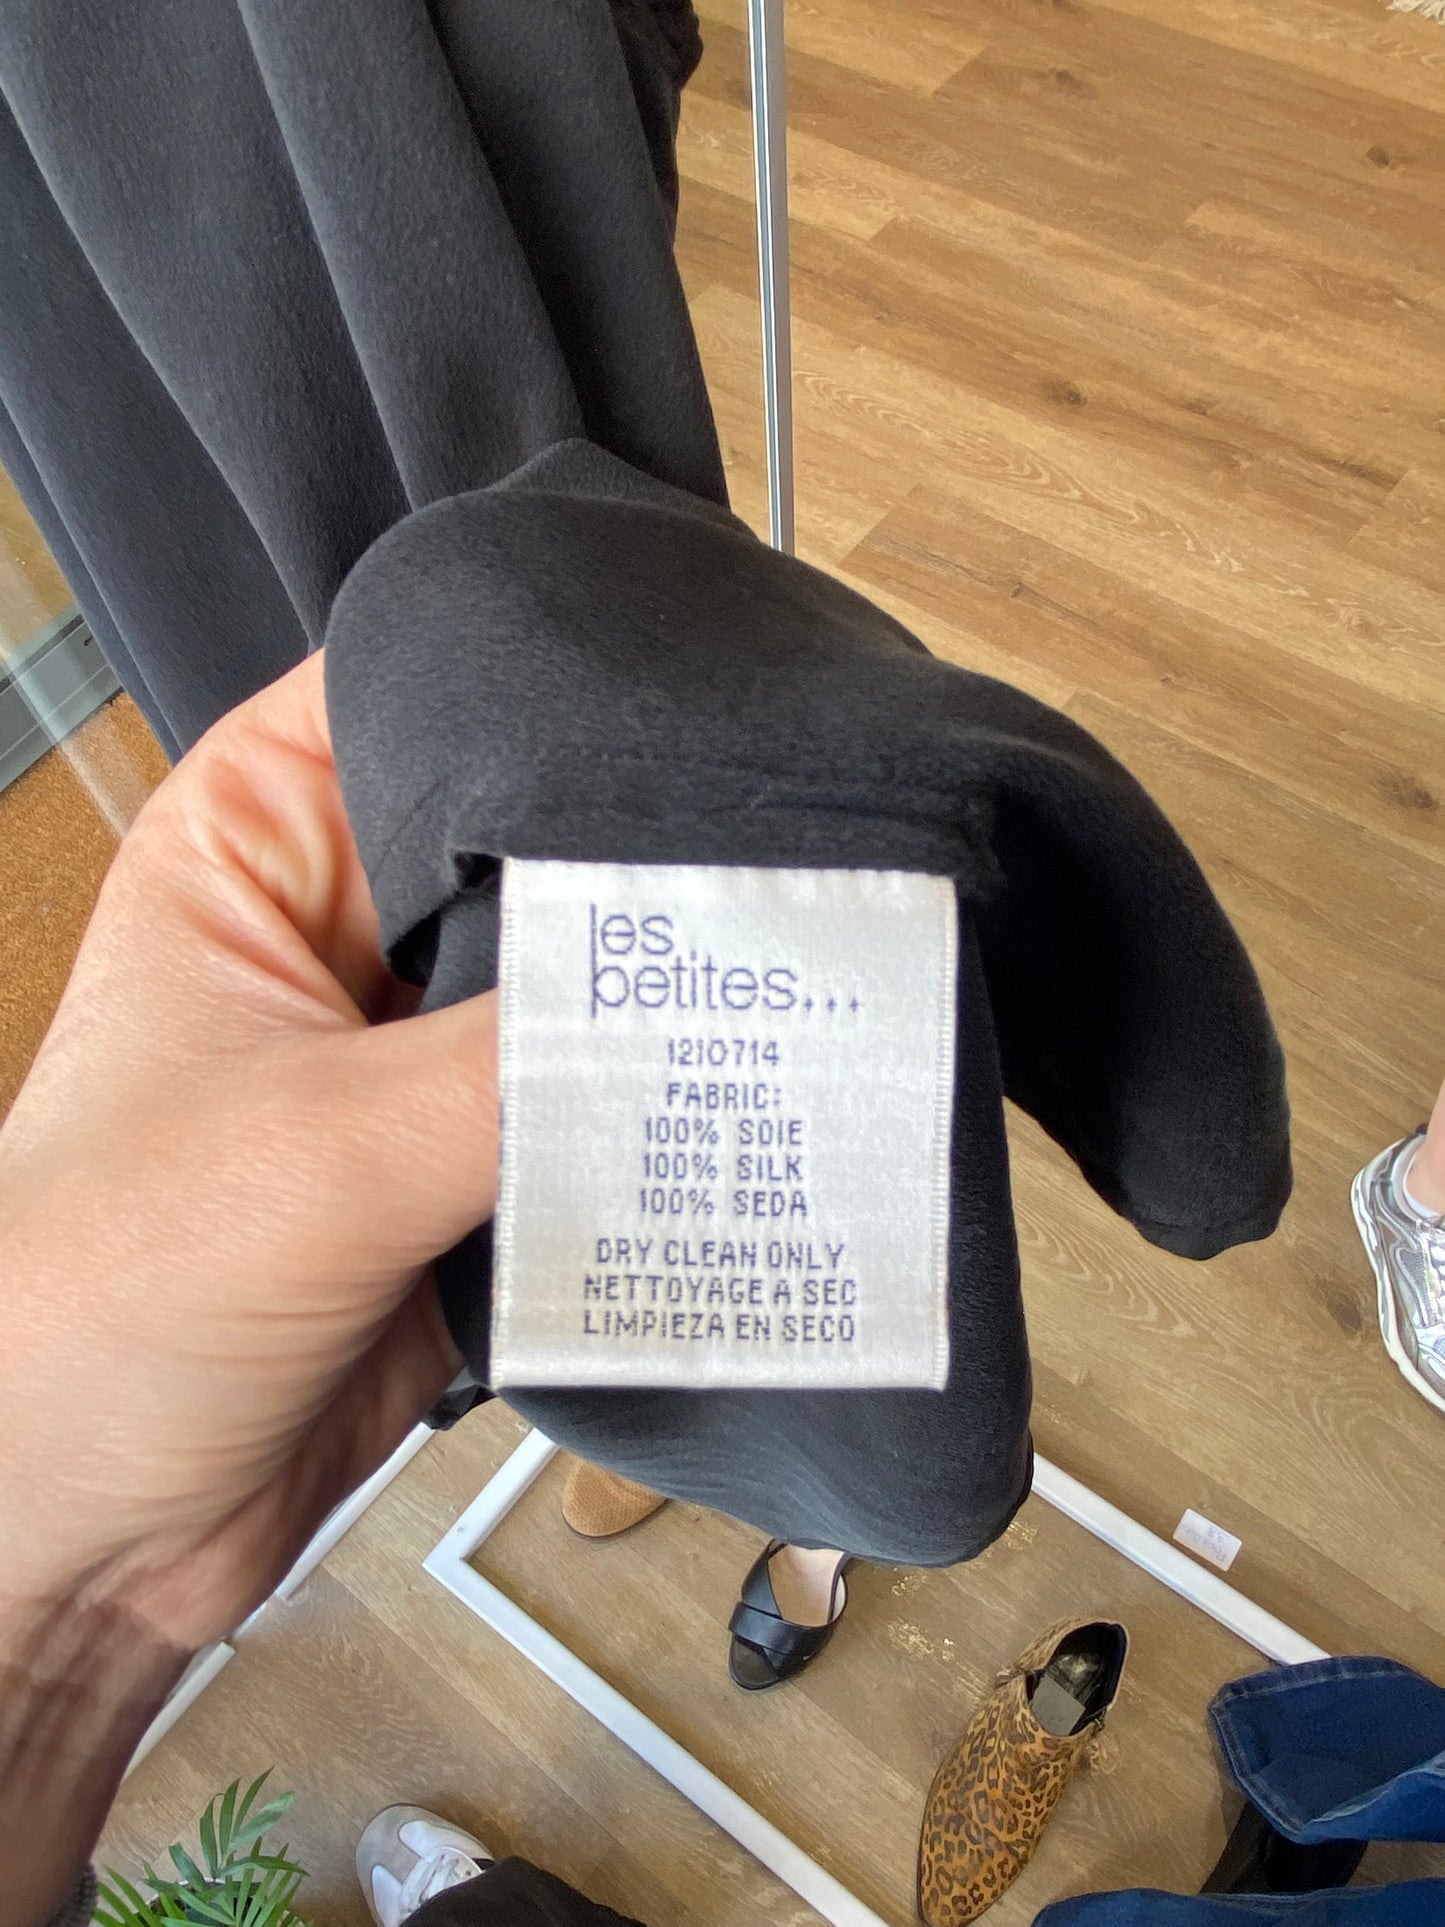 les
petites...
1210714
FABRIC:
100% SOIE
100% SILK
100% SEDA
DRY CLEAN ONLY
NETTOYAGE A SEC
LIMPIEZA EN SECO